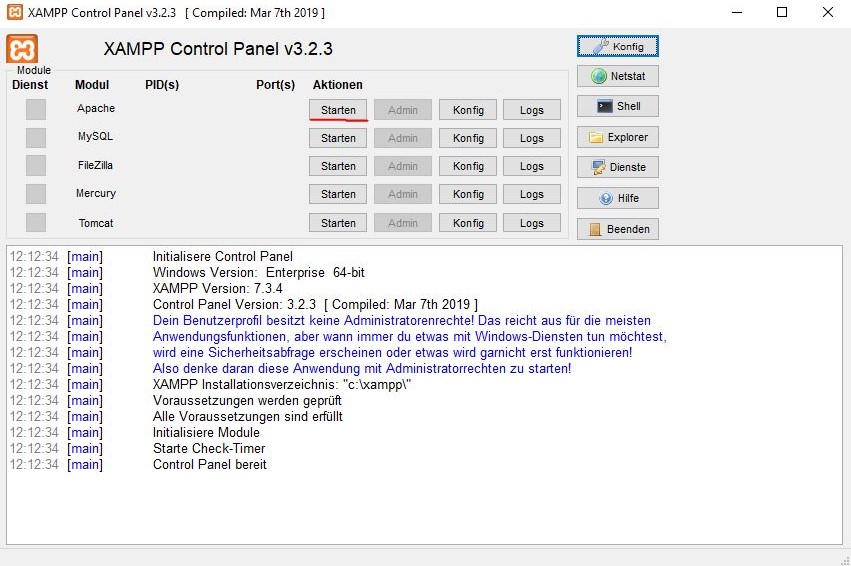 XAMPP Control Panel v3.2.3 [ Compiled: Mar 7th 2019 ]
XAMPP Control Panel v3.2.3
Konfig
Module
Dienst Modul PID(s) Port(s) Aktionen
Netstat
Apache Starten Admin Konfig Logs
Shell
MySQL Starten Admin Konfig Logs
Explorer
FileZilla Starten Admin Konfig Logs
Dienste
Mercury Starten Admin Konfig Logs
Hilfe
Tomcat Starten Admin Konfig Logs
Beenden
12:12:34 [main] Initialisere Control Panel
12:12:34 [main] Windows Version: Enterprise 64-bit
12:12:34 [main] XAMPP Version: 7.3.4
12:12:34 [main] Control Panel Version: 3.2.3 [ Compiled: Mar 7th 2019 ]
12:12:34 [main] Dein Benutzerprofil besitzt keine Administratorenrechte! Das reicht aus für die meisten
12:12:34 [main] Anwendungsfunktionen, aber wann immer du etwas mit Windows-Diensten tun möchtest,
12:12:34 [main] wird eine Sicherheitsabfrage erscheinen oder etwas wird garnicht erst funktionieren!
12:12:34 [main] Also denke daran diese Anwendung mit Administratorrechten zu starten!
12:12:34 [main] XAMPP Installationsverzeichnis: "c:\xampp\"
12:12:34 [main] Voraussetzungen werden geprüft
12:12:34 [main] Alle Voraussetzungen sind erfüllt
12:12:34 [main] Initialisiere Module
12:12:34 [main] Starte Check-Timer
12:12:34 [main] Control Panel bereit